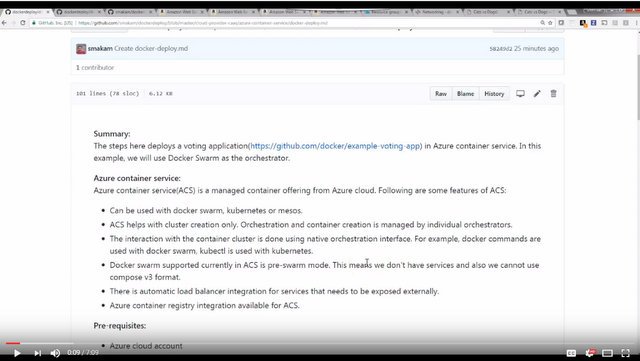 GitHub, Inc. [US]
https://github.com/smakam/dockerdeploy/blob/master/cloud-provider-caas/azure-container-service/docker-deploy.md
smakam Create docker-deploy.md
25 minutes ago
1 contributor
101 lines (78 sloc) 6.12 KB
Raw Blame History
Summary:
The steps here deploys a voting application(https://github.com/docker/example-voting-app) in Azure container service. In this
example, we will use Docker Swarm as the orchestrator.
Azure container service:
Azure container service(ACS) is a managed container offering from Azure cloud. Following are some features of ACS:
• Can be used with docker swarm, kubernetes or mesos.
• ACS helps with cluster creation only. Orchestration and container creation is managed by individual orchestrators.
• The interaction with the container cluster is done using native orchestration interface. For example, docker commands are
used with docker swarm, kubectl is used with kubernetes.
• Docker swarm supported currently in ACS is pre-swarm mode. This means we don't have services and also we cannot use
compose v3 format.
• There is automatic load balancer integration for services that needs to be exposed externally.
• Azure container registry integration available for ACS.
Pre-requisites:
• Azure cloud account
0:09 / 7:09